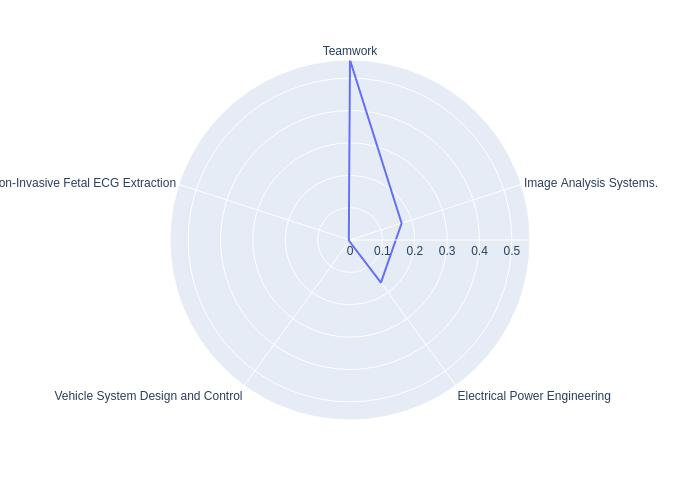 Teamwork
on-Invasive Fetal ECG Extraction
Image Analysis Systems.
0 0.1 0.2 0.3 0.4 0.5
Vehicle System Design and Control
Electrical Power Engineering